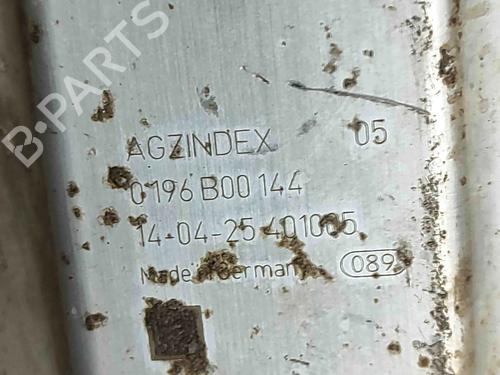 B-PARTS
AGZINDEX 05
0196 B00 144
14-04-25 401005
Made in Germany 089